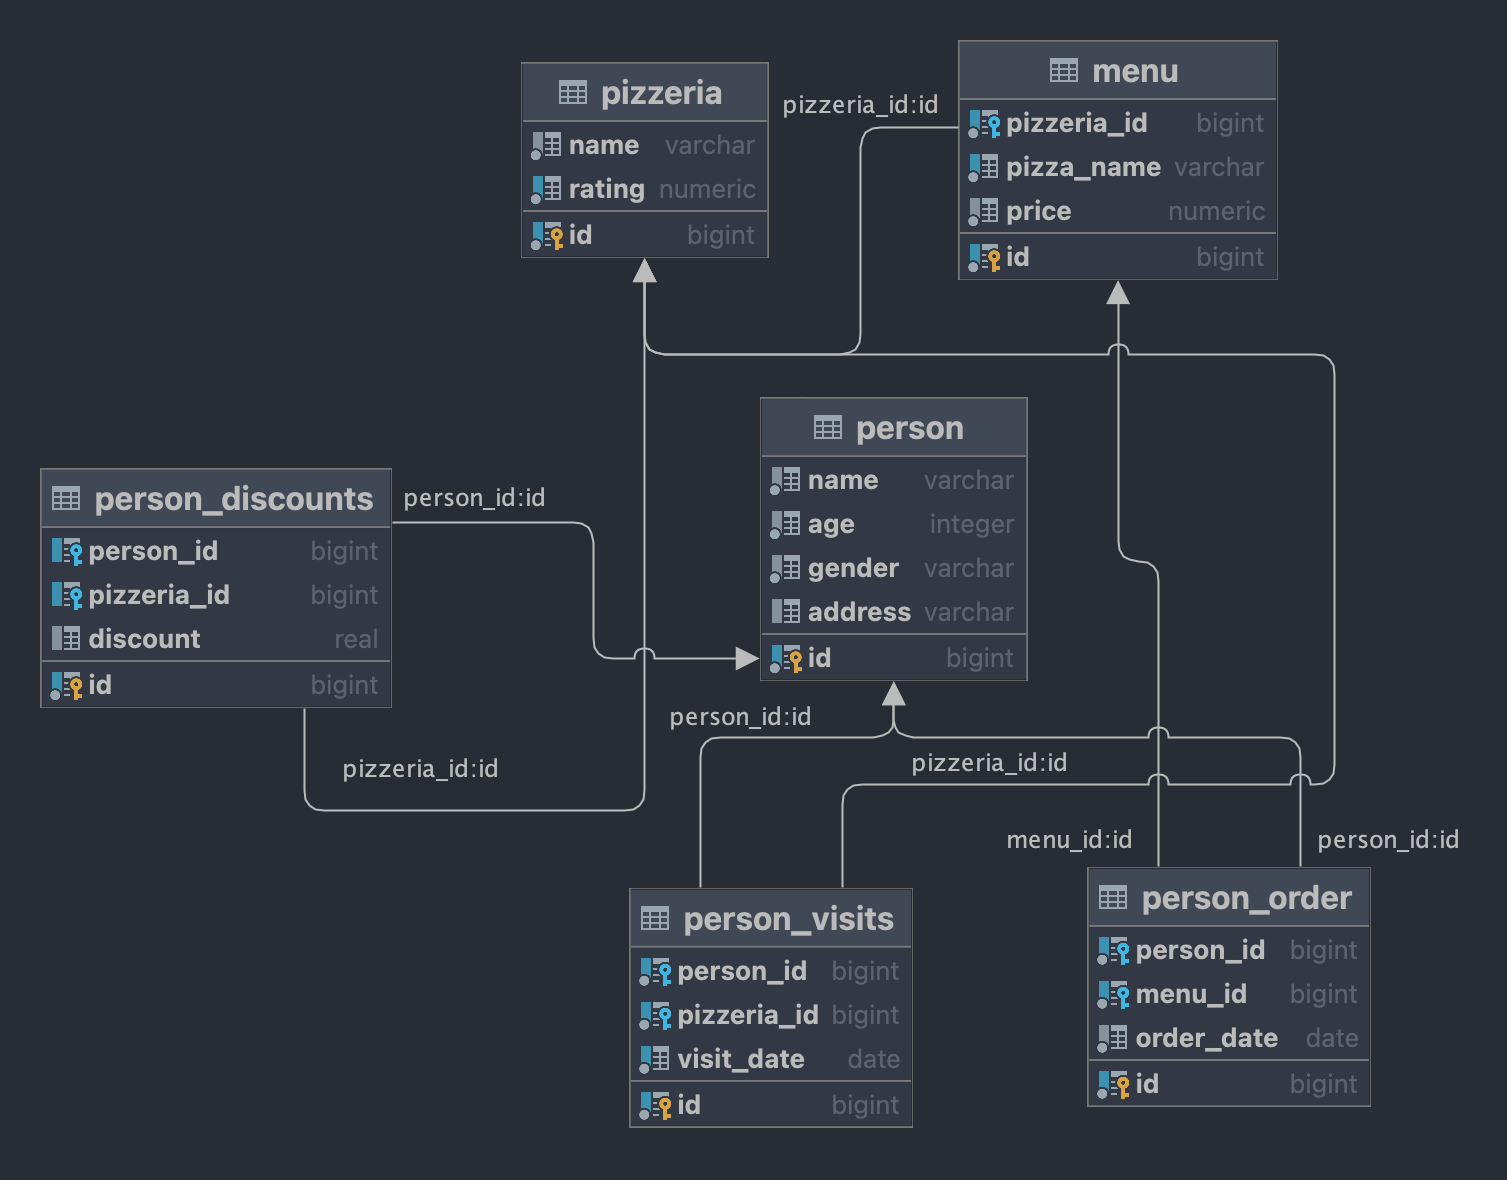 pizzeria
name varchar
rating numeric
id bigint
pizzeria_id:id
menu
pizzeria_id bigint
pizza_name varchar
price numeric
id bigint
person
name varchar
age integer
gender varchar
address varchar
id bigint
person_discounts
person_id bigint
pizzeria_id bigint
discount real
id bigint
person_id:id
pizzeria_id:id
person_id:id
pizzeria_id:id
menu_id:id
person_id:id
person_visits
person_id bigint
pizzeria_id bigint
visit_date date
id bigint
person_order
person_id bigint
menu_id bigint
order_date date
id bigint